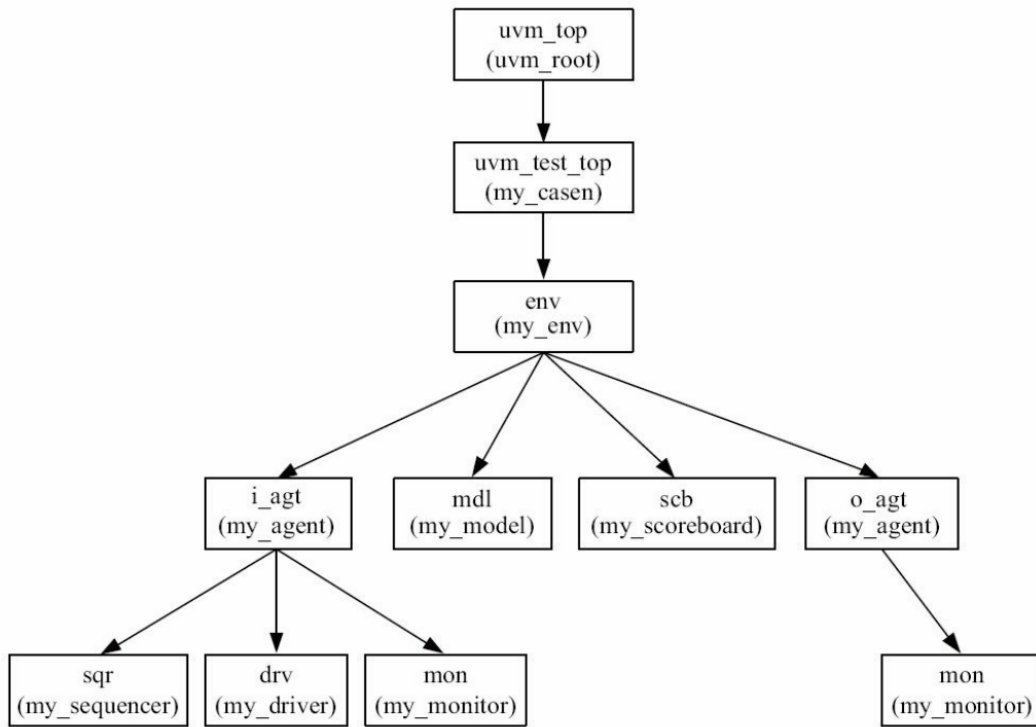 uvm_top
(uvm_root)
uvm_test_top
(my_casen)
env
(my_env)
i_agt
(my_agent)
mdl
(my_model)
scb
(my_scoreboard)
o_agt
(my_agent)
sqr
(my_sequencer)
drv
(my_driver)
mon
(my_monitor)
mon
(my_monitor)